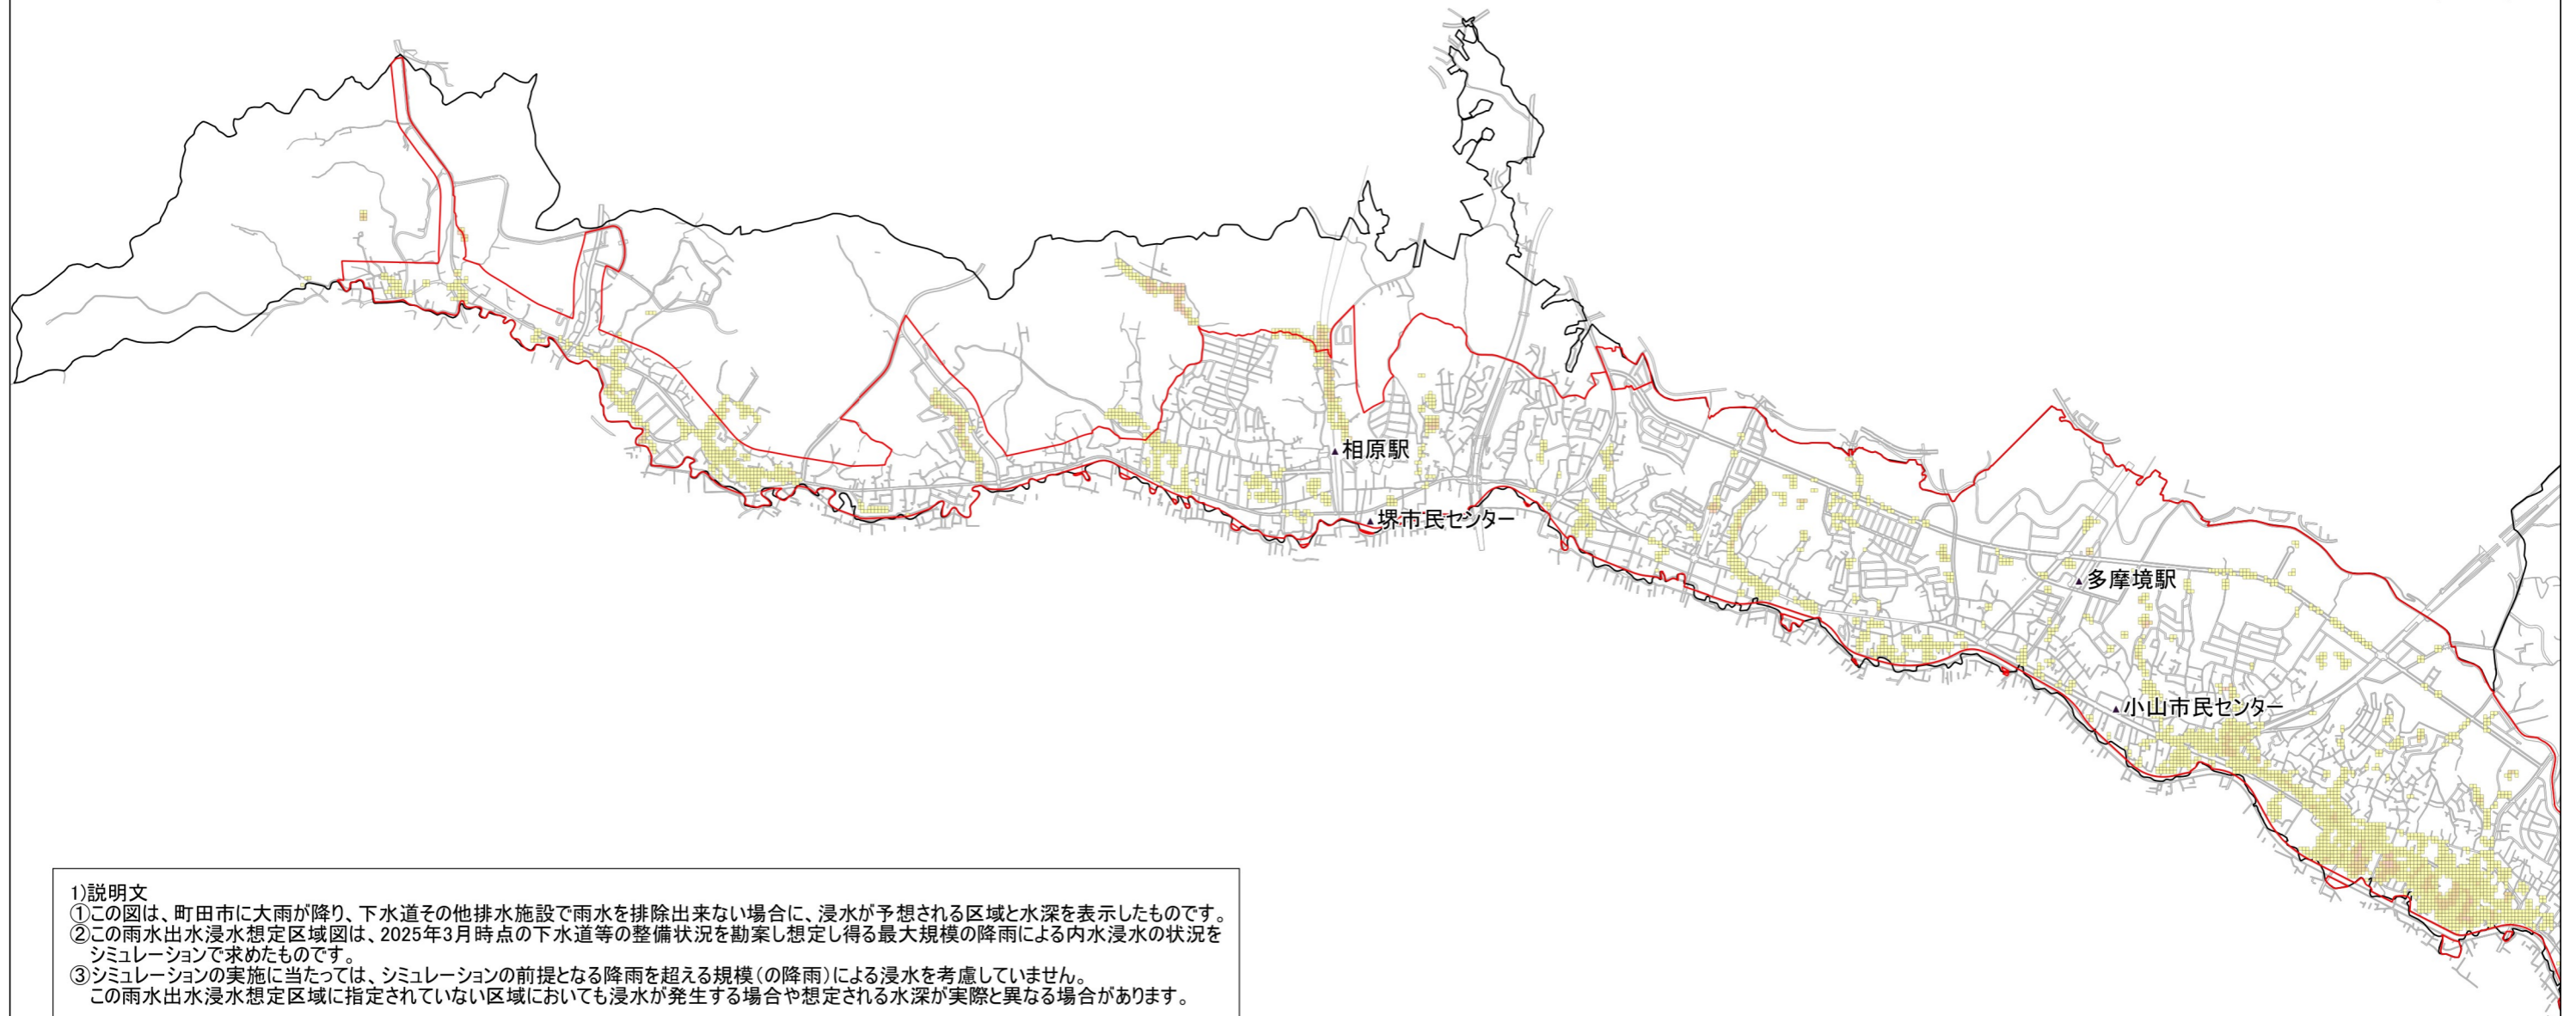 相原駅
堺市民センター
多摩境駅
小山市民センター
1)説明文
①この図は、町田市に大雨が降り、下水道その他排水施設で雨水を排除出来ない場合に、浸水が予想される区域と水深を表示したものです。
②この雨水出水浸水想定区域図は、2025年3月時点の下水道等の整備状況を勘案し想定し得る最大規模の降雨による内水浸水の状況を
シミュレーションで求めたものです。
③シミュレーションの実施に当たっては、シミュレーションの前提となる降雨を超える規模(の降雨)による浸水を考慮していません。
この雨水出水浸水想定区域に指定されていない区域においても浸水が発生する場合や想定される水深が実際と異なる場合があります。